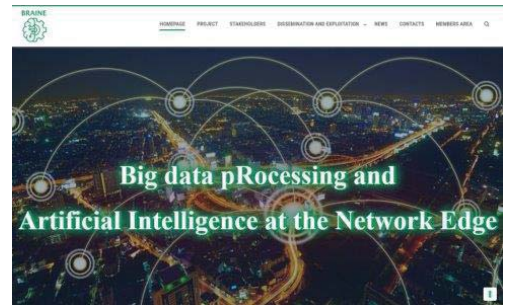 BRAINE
HOMEPAGE PROJECT STAKEHOLDERS DISSEMINATION AND EXPLOITATION NEWS CONTACTS MEMBERS AREA
Big data pRocessing and
Artificial Intelligence at the Network Edge